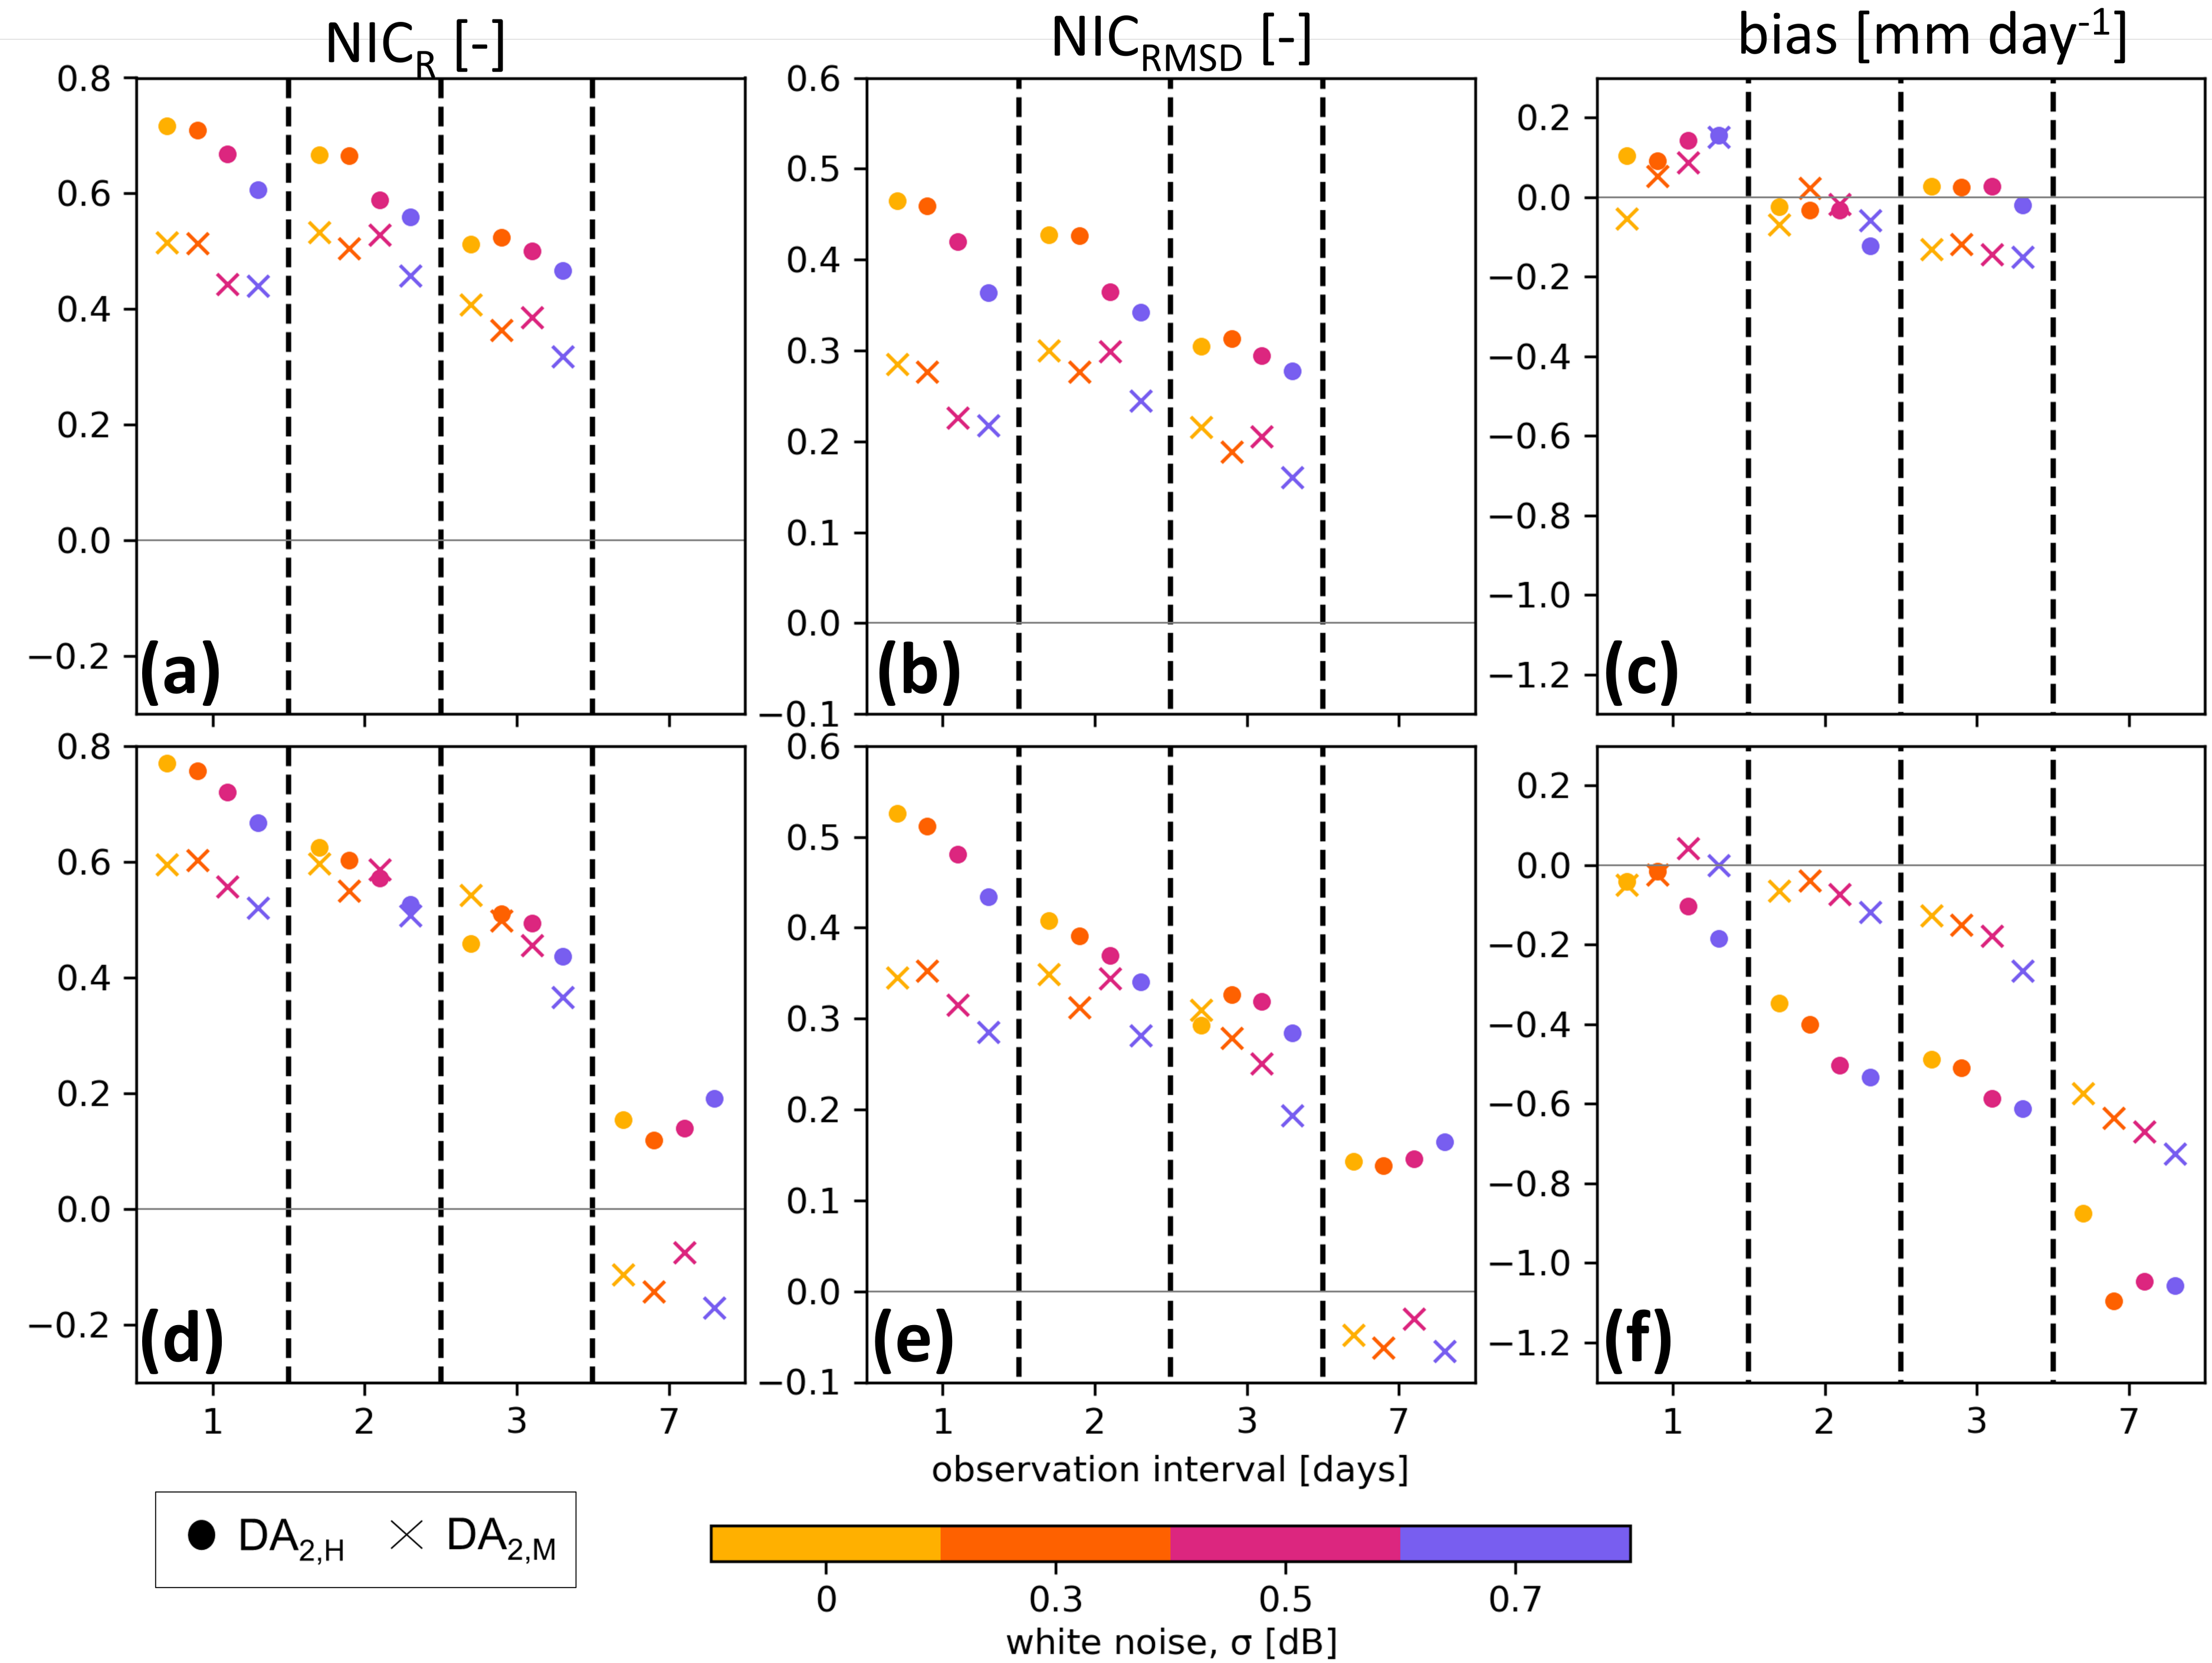 NIC_R [-]
NIC_RMSD [-]
bias [mm day⁻¹]
0.8
0.6
0.4
0.2
0.0
−0.2
(a)
0.6
0.5
0.4
0.3
0.2
0.1
0.0
−0.1
(b)
0.2
0.0
−0.2
−0.4
−0.6
−0.8
−1.0
−1.2
(c)
0.8
0.6
0.4
0.2
0.0
−0.2
(d)
1 2 3 7
0.6
0.5
0.4
0.3
0.2
0.1
0.0
−0.1
(e)
1 2 3 7
0.2
0.0
−0.2
−0.4
−0.6
−0.8
−1.0
−1.2
(f)
1 2 3 7
observation interval [days]
DA_2,H DA_2,M
0 0.3 0.5 0.7
white noise, σ [dB]